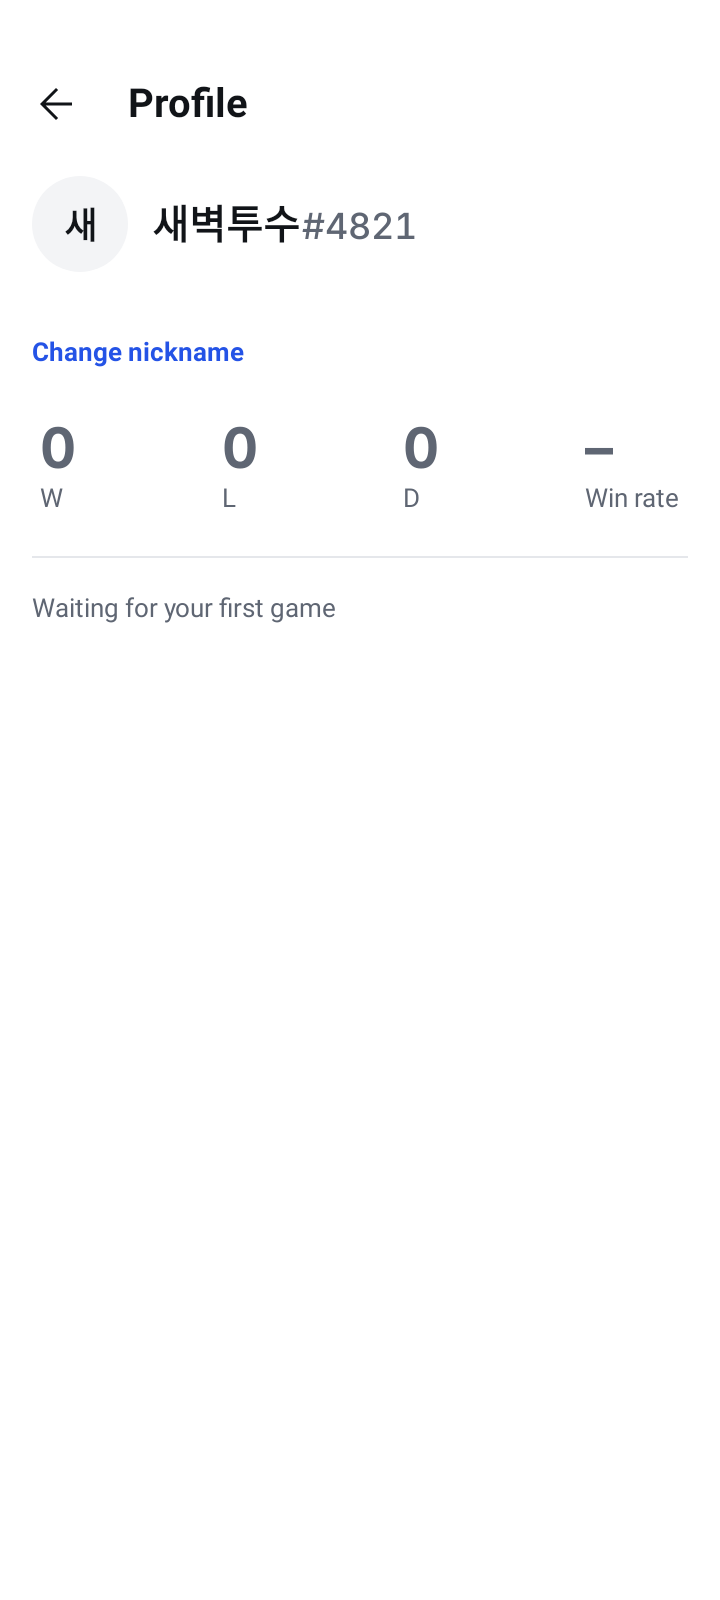 Profile
새
새벽투수#4821
Change nickname
0 0 0 –
W L D Win rate
Waiting for your first game